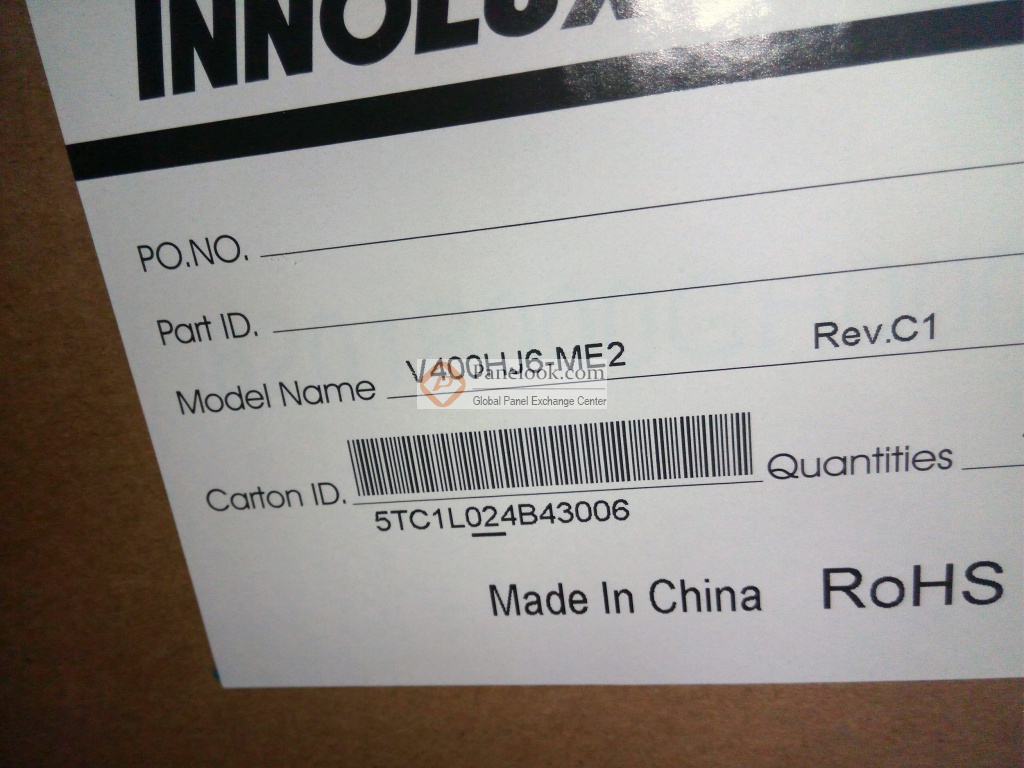 INNOLUX
PO.NO.
Part ID.
Model Name V400HJ6-ME2 Rev.C1
Panelook.com
Global Panel Exchange Center
Carton ID. Quantities
5TC1L024B43006
Made In China RoHS